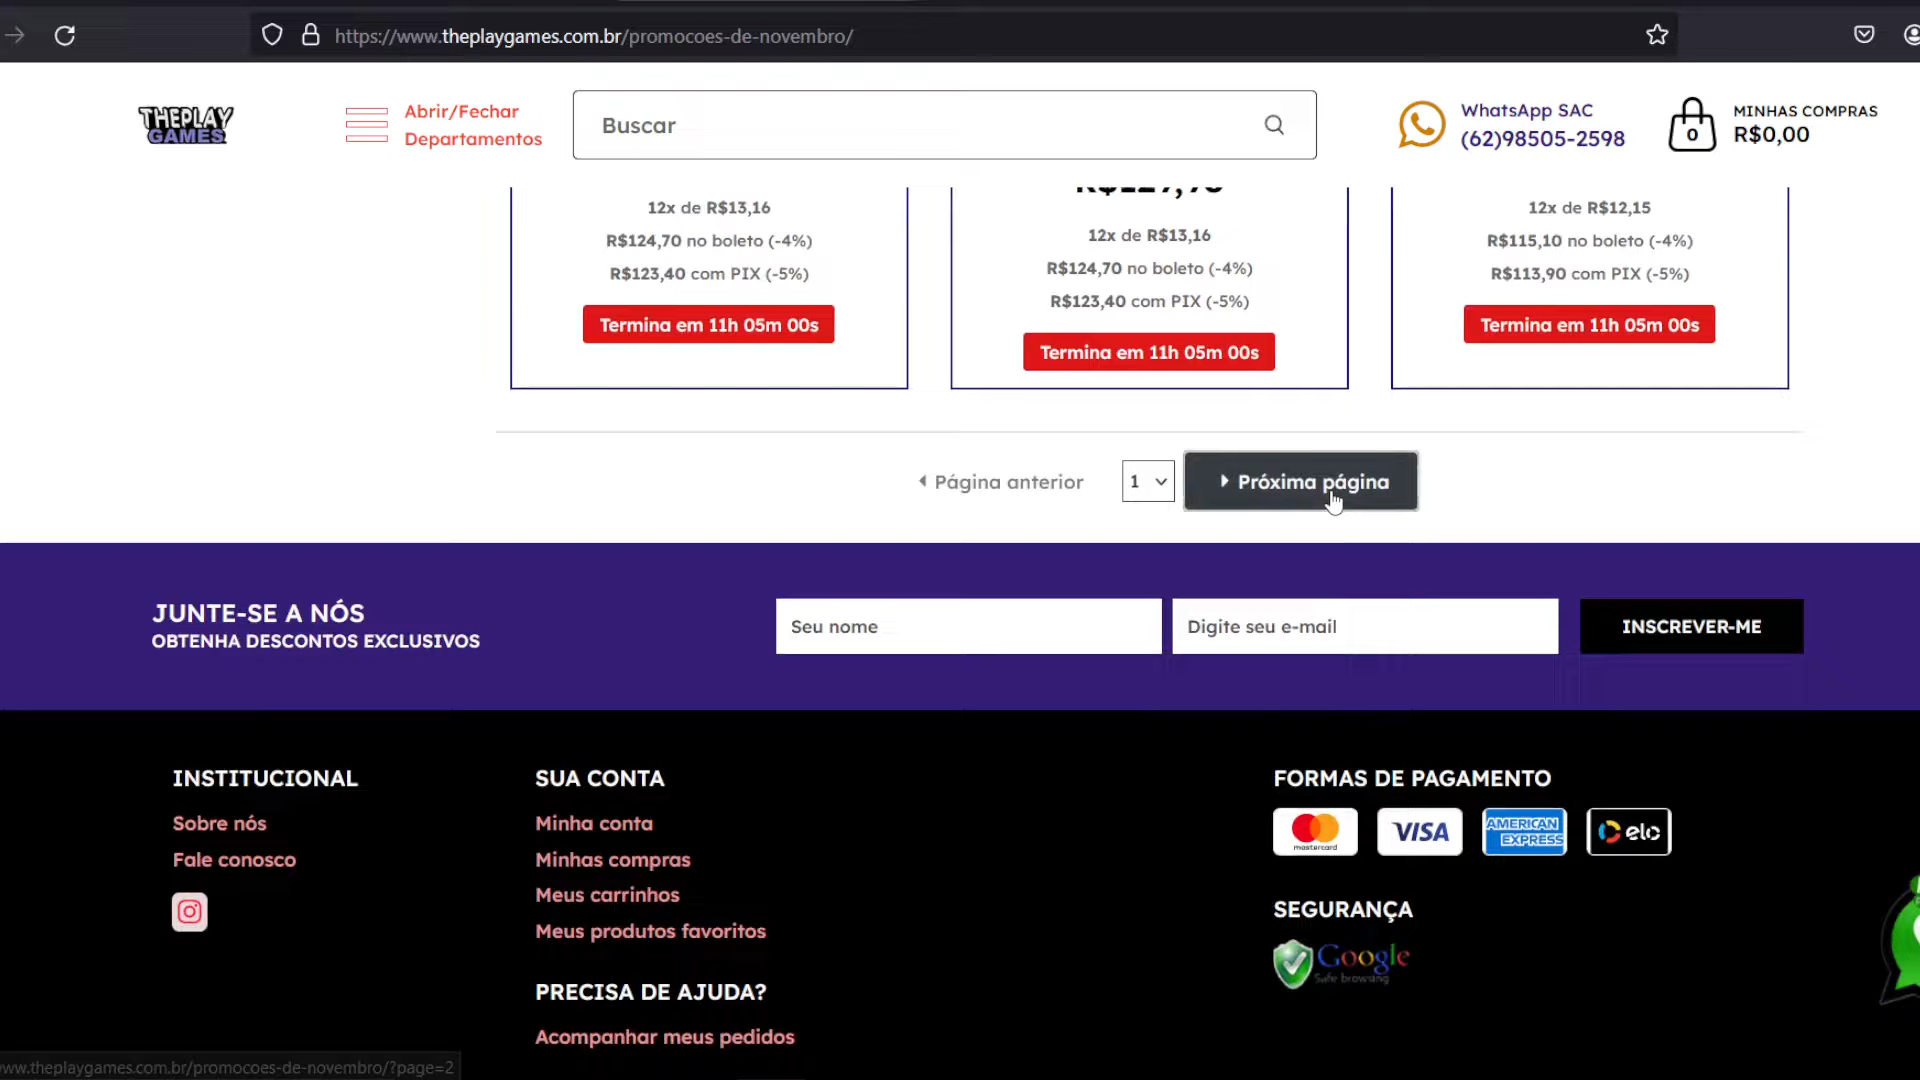 https://www.theplaygames.com.br/promocoes-de-novembro/
THEPLAY
GAMES
Abrir/Fechar
Departamentos
Buscar
WhatsApp SAC
(62)98505-2598
0
MINHAS COMPRAS
R$0,00
12x de R$13,16
R$124,70 no boleto (-4%)
R$123,40 com PIX (-5%)
Termina em 11h 05m 00s
12x de R$13,16
R$124,70 no boleto (-4%)
R$123,40 com PIX (-5%)
Termina em 11h 05m 00s
12x de R$12,15
R$115,10 no boleto (-4%)
R$113,90 com PIX (-5%)
Termina em 11h 05m 00s
Página anterior
1
Próxima página
JUNTE-SE A NÓS
OBTENHA DESCONTOS EXCLUSIVOS
Seu nome
Digite seu e-mail
INSCREVER-ME
INSTITUCIONAL
Sobre nós
Fale conosco
SUA CONTA
Minha conta
Minhas compras
Meus carrinhos
Meus produtos favoritos
PRECISA DE AJUDA?
Acompanhar meus pedidos
FORMAS DE PAGAMENTO
mastercard
VISA
AMERICAN
EXPRESS
elo
SEGURANÇA
Google
Safe browsing
www.theplaygames.com.br/promocoes-de-novembro/?page=2